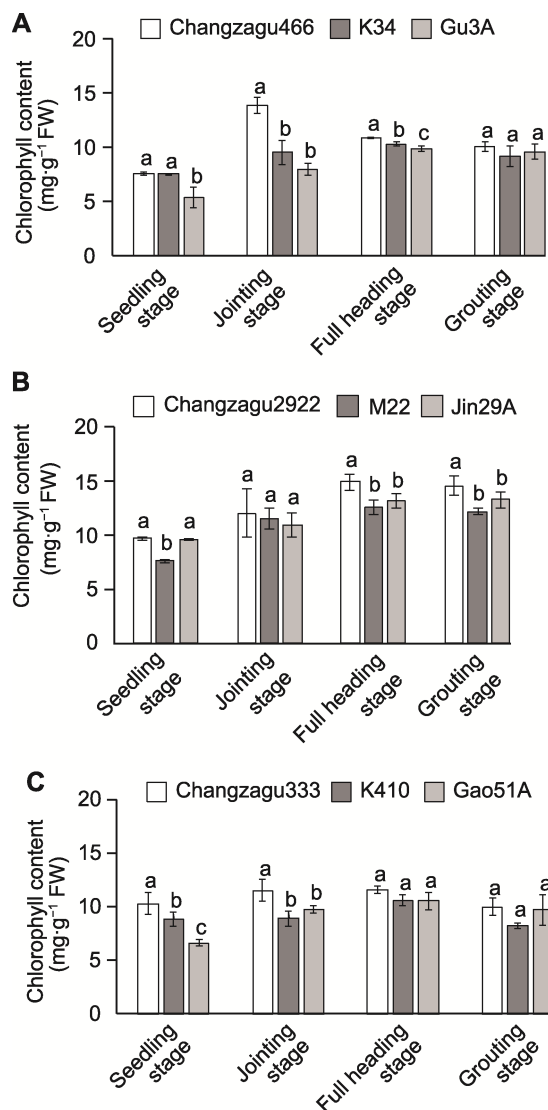 A
Changzagu466 K34 Gu3A
Chlorophyll content
(mg·g⁻¹ FW)
20
15
10
5
0
a a b
a b b
a b c
a a a
Seedling
stage
Jointing
stage
Full heading
stage
Grouting
stage
B
Changzagu2922 M22 Jin29A
Chlorophyll content
(mg·g⁻¹ FW)
20
15
10
5
0
a b a
a a a
a b b
a b b
Seedling
stage
Jointing
stage
Full heading
stage
Grouting
stage
C
Changzagu333 K410 Gao51A
Chlorophyll content
(mg·g⁻¹ FW)
20
15
10
5
0
a b c
a b b
a a a
a a a
Seedling
stage
Jointing
stage
Full heading
stage
Grouting
stage